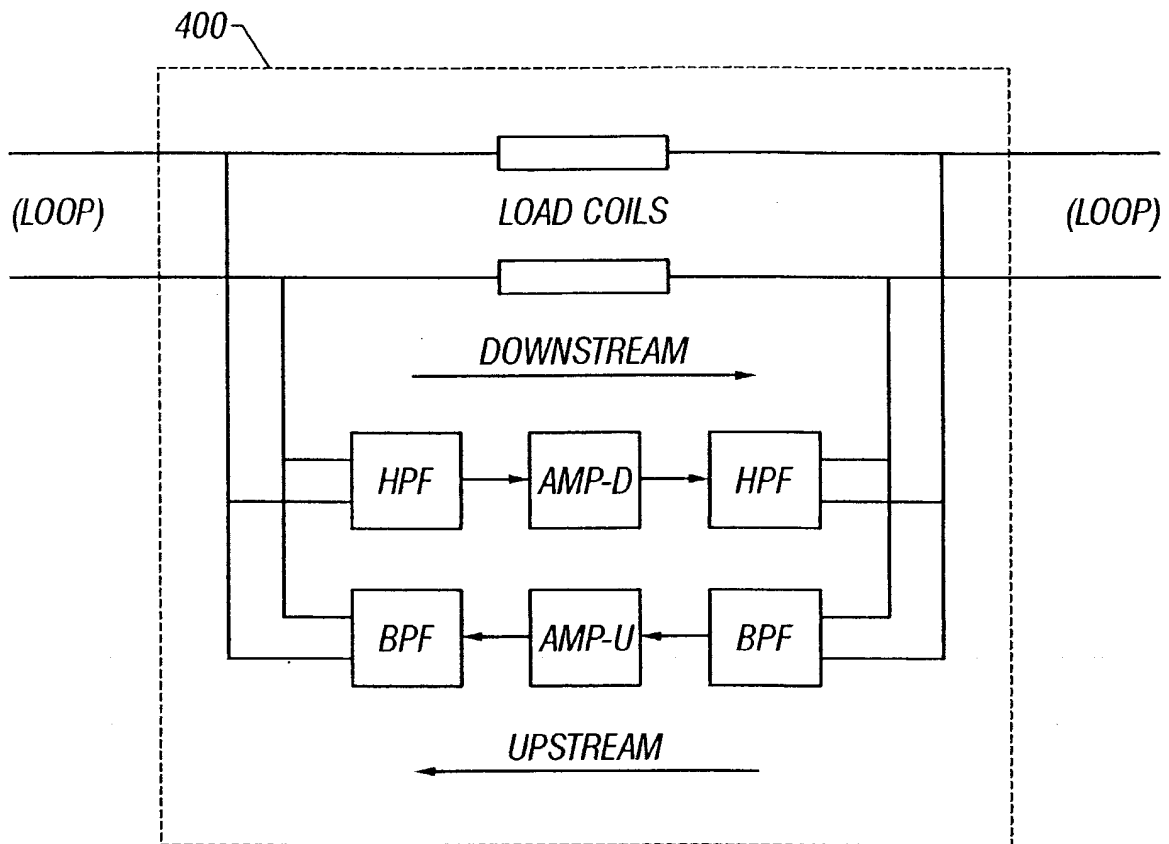 400
(LOOP)
LOAD COILS
(LOOP)
DOWNSTREAM
HPF
AMP-D
HPF
BPF
AMP-U
BPF
UPSTREAM